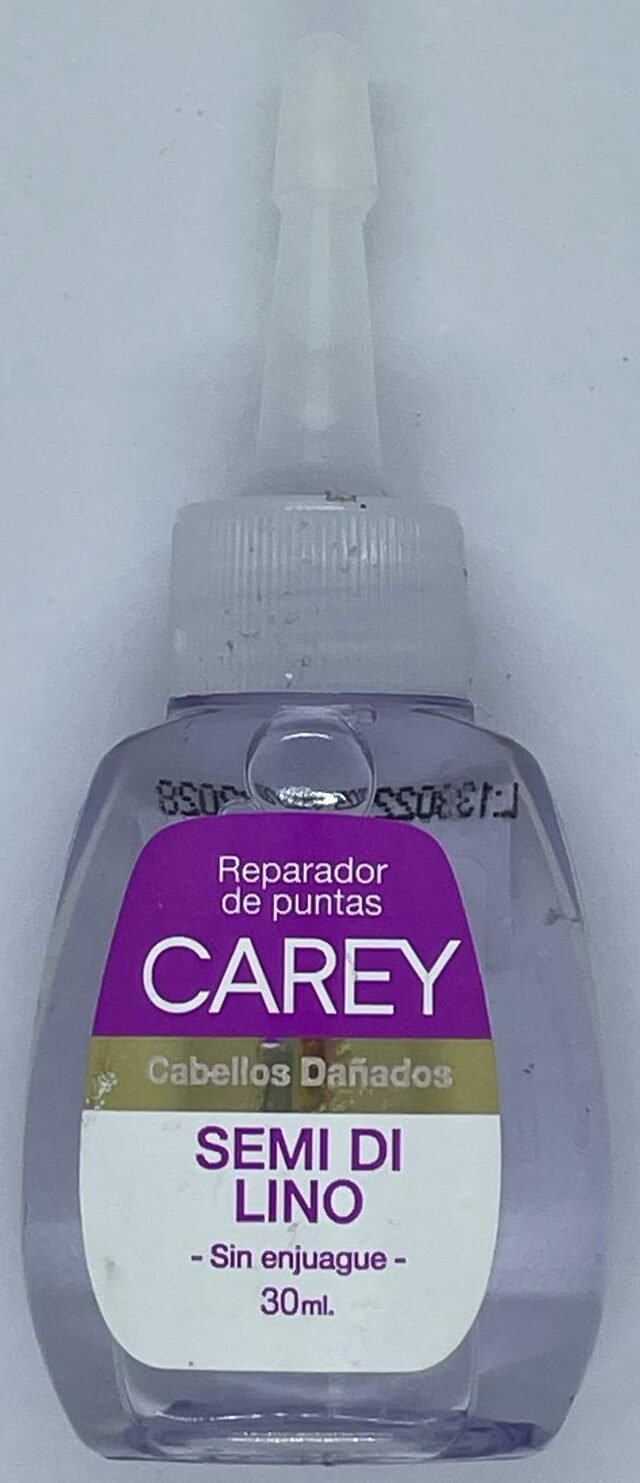 Reparador
de puntas
CAREY
Cabellos Dañados
SEMI DI
LINO
- Sin enjuague -
30ml.